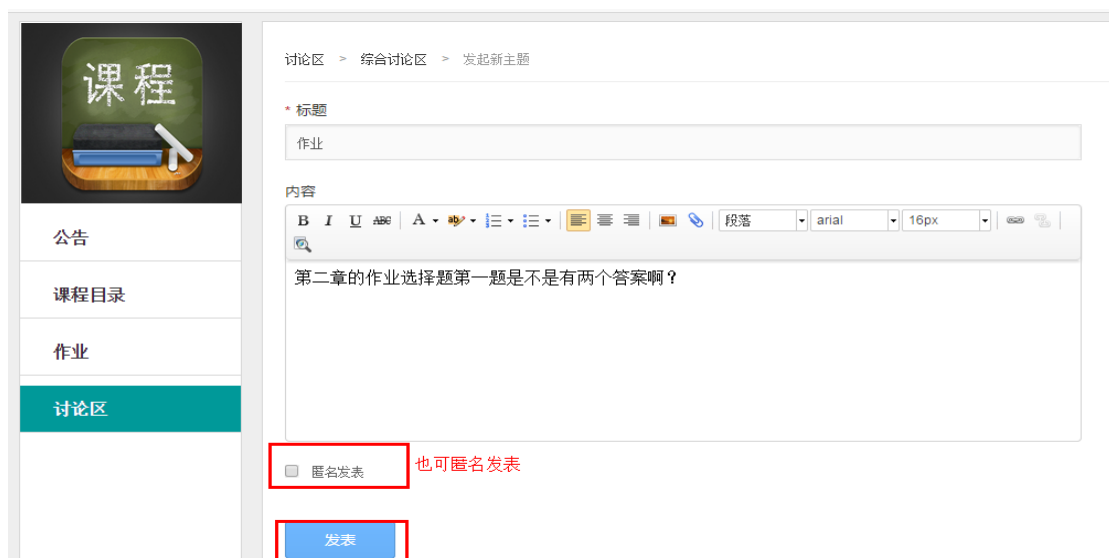 课程
公告
课程目录
作业
讨论区
讨论区 > 综合讨论区 > 发起新主题
* 标题
作业
内容
B I U ABC A ab 段落 arial 16px
第二章的作业选择题第一题是不是有两个答案啊？
匿名发表 也可匿名发表
发表